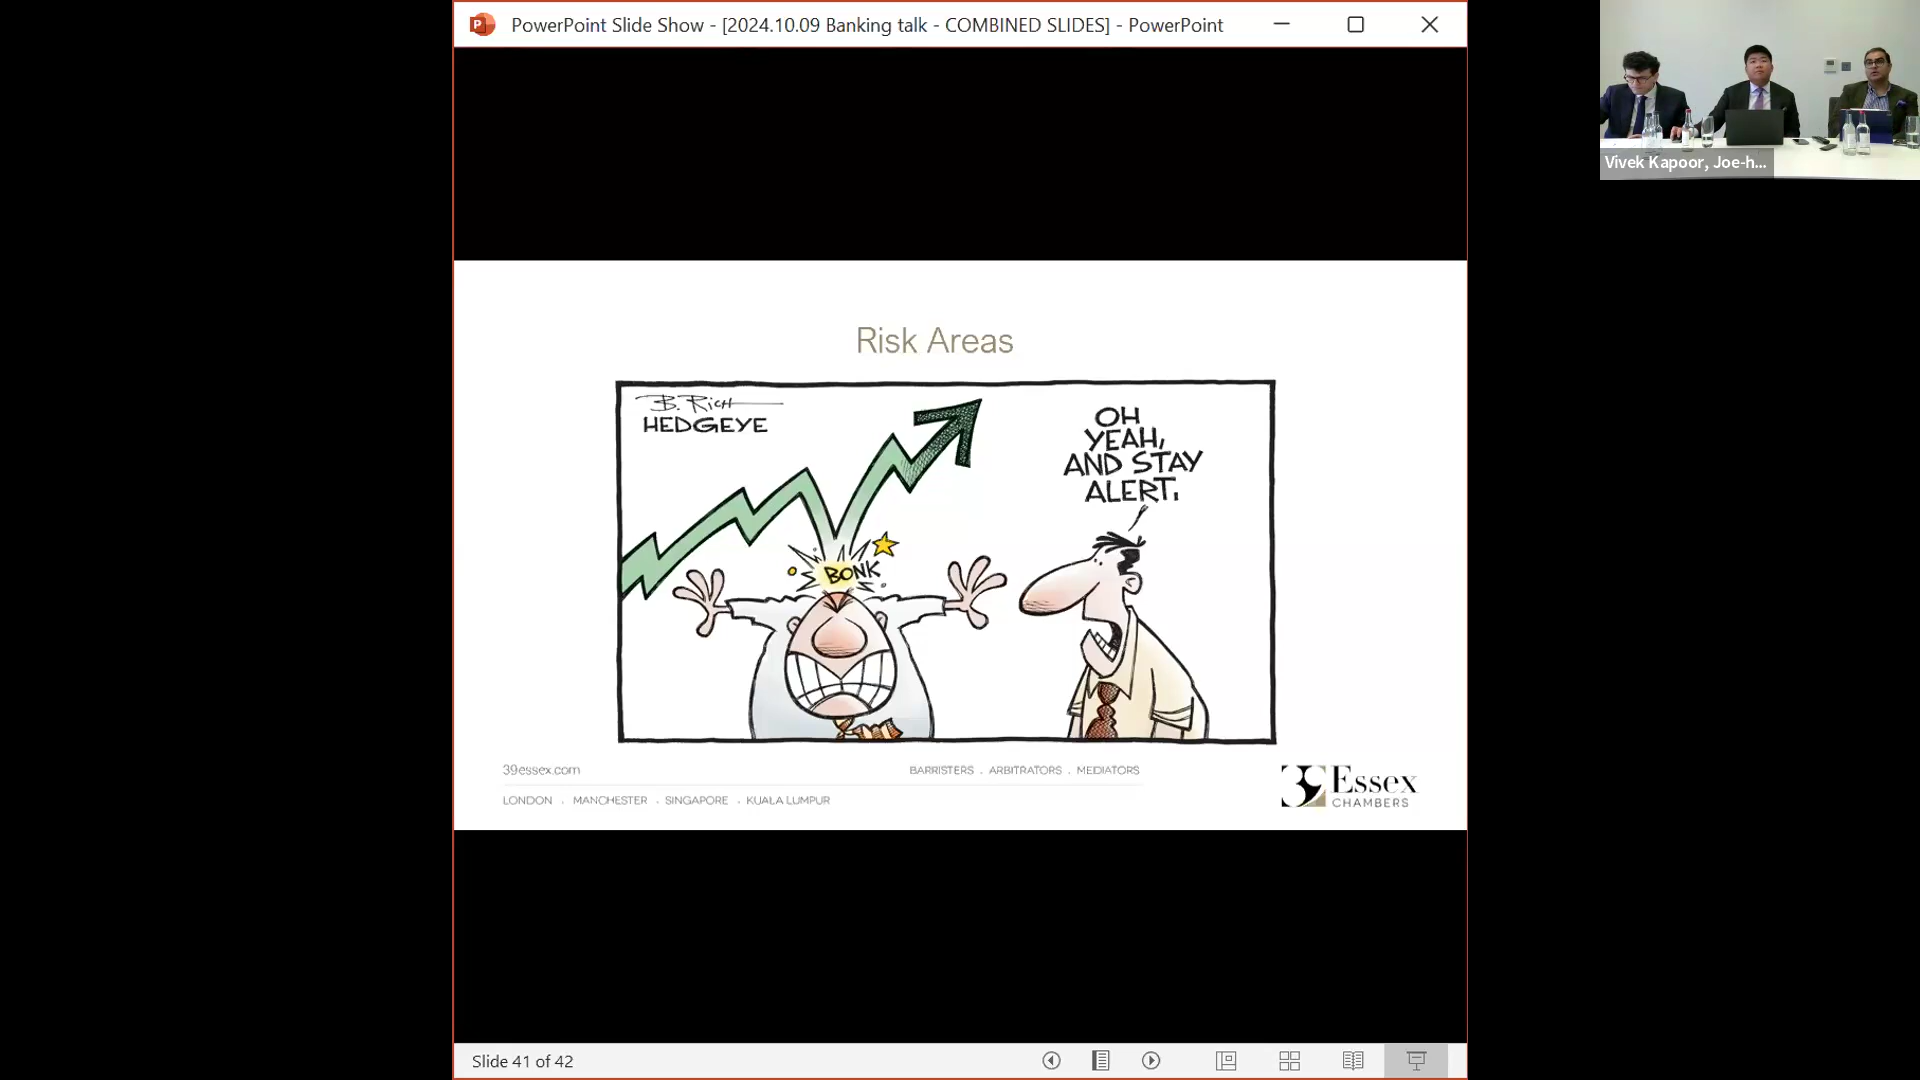 PowerPoint Slide Show - [2024.10.09 Banking talk - COMBINED SLIDES] - PowerPoint
Vivek Kapoor, Joe-h...
Risk Areas
B. RICH
HEDGEYE
OH
YEAH,
AND STAY
ALERT.
BONK
39essex.com
BARRISTERS . ARBITRATORS . MEDIATORS
LONDON . MANCHESTER . SINGAPORE . KUALA LUMPUR
39 Essex
CHAMBERS
Slide 41 of 42